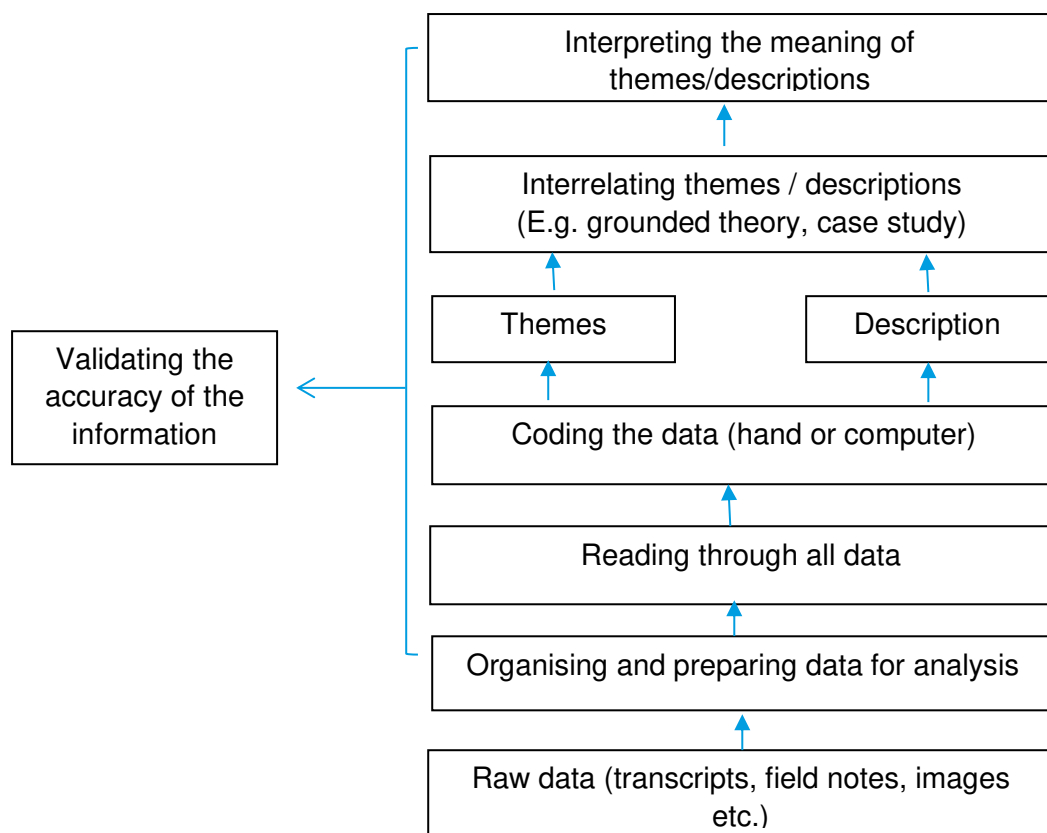 Interpreting the meaning of
themes/descriptions
Interrelating themes / descriptions
(E.g. grounded theory, case study)
Themes
Description
Validating the
accuracy of the
information
Coding the data (hand or computer)
Reading through all data
Organising and preparing data for analysis
Raw data (transcripts, field notes, images
etc.)